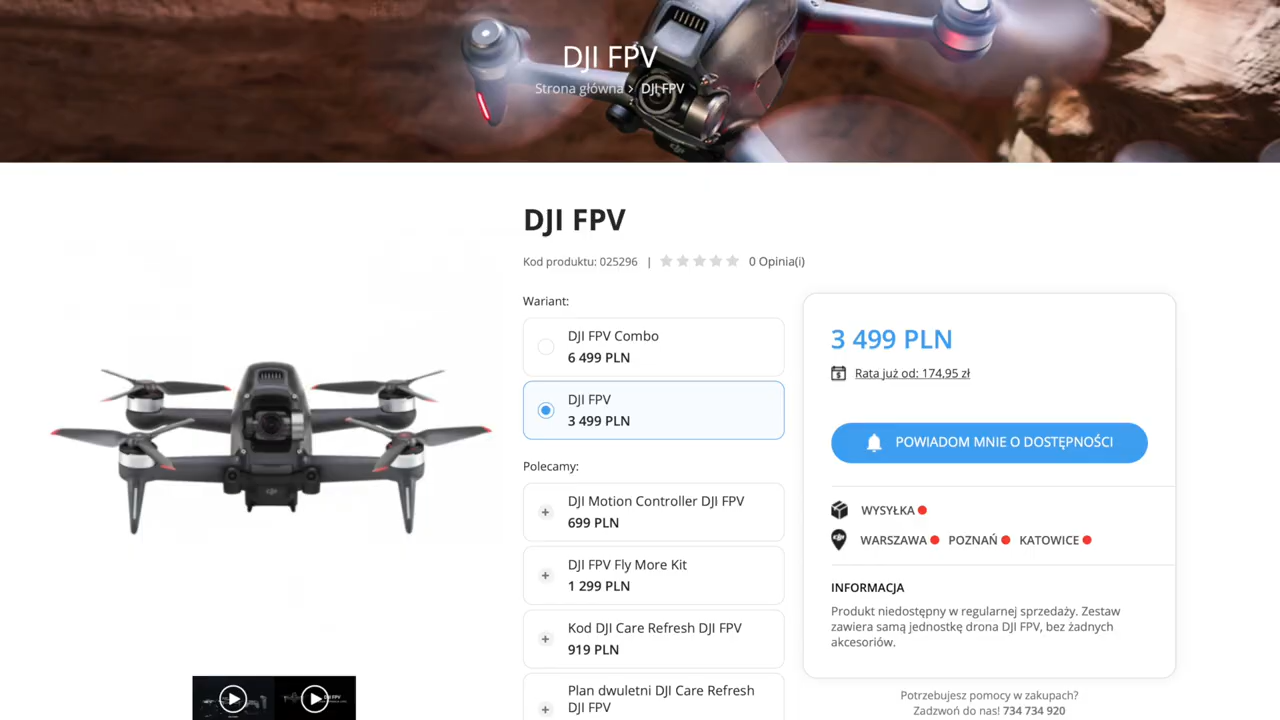 DJI FPV
Strona główna › DJI FPV
DJI FPV
Kod produktu: 025296 | 0 Opinia(i)
Wariant:
DJI FPV Combo
6 499 PLN
DJI FPV
3 499 PLN
Polecamy:
DJI Motion Controller DJI FPV
699 PLN
DJI FPV Fly More Kit
1 299 PLN
Kod DJI Care Refresh DJI FPV
919 PLN
Plan dwuletni DJI Care Refresh
DJI FPV
3 499 PLN
Rata już od: 174,95 zł
POWIADOM MNIE O DOSTĘPNOŚCI
WYSYŁKA
WARSZAWA POZNAŃ KATOWICE
INFORMACJA
Produkt niedostępny w regularnej sprzedaży. Zestaw
zawiera samą jednostkę drona DJI FPV, bez żadnych
akcesoriów.
Potrzebujesz pomocy w zakupach?
Zadzwoń do nas! 734 734 920